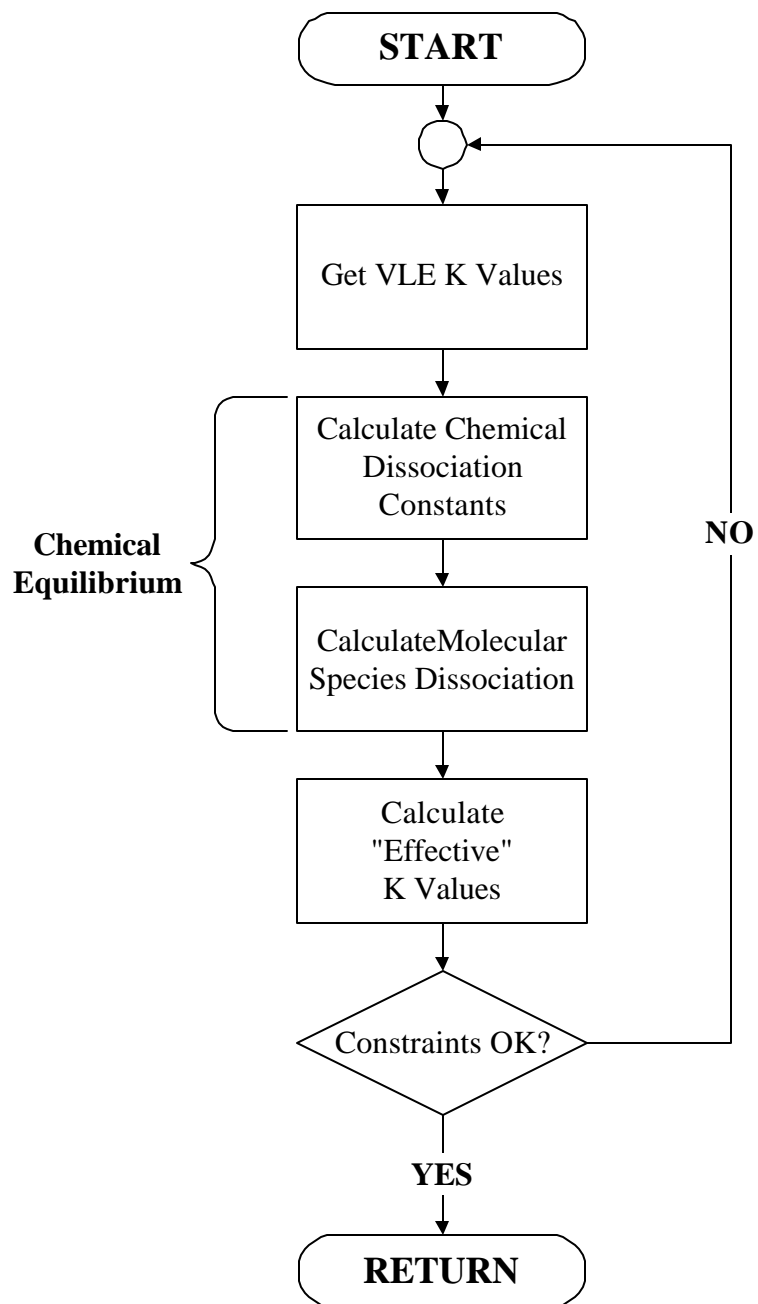 START
Get VLE K Values
Calculate Chemical
Dissociation
Constants
NO
Chemical
Equilibrium
CalculateMolecular
Species Dissociation
Calculate
"Effective"
K Values
Constraints OK?
YES
RETURN